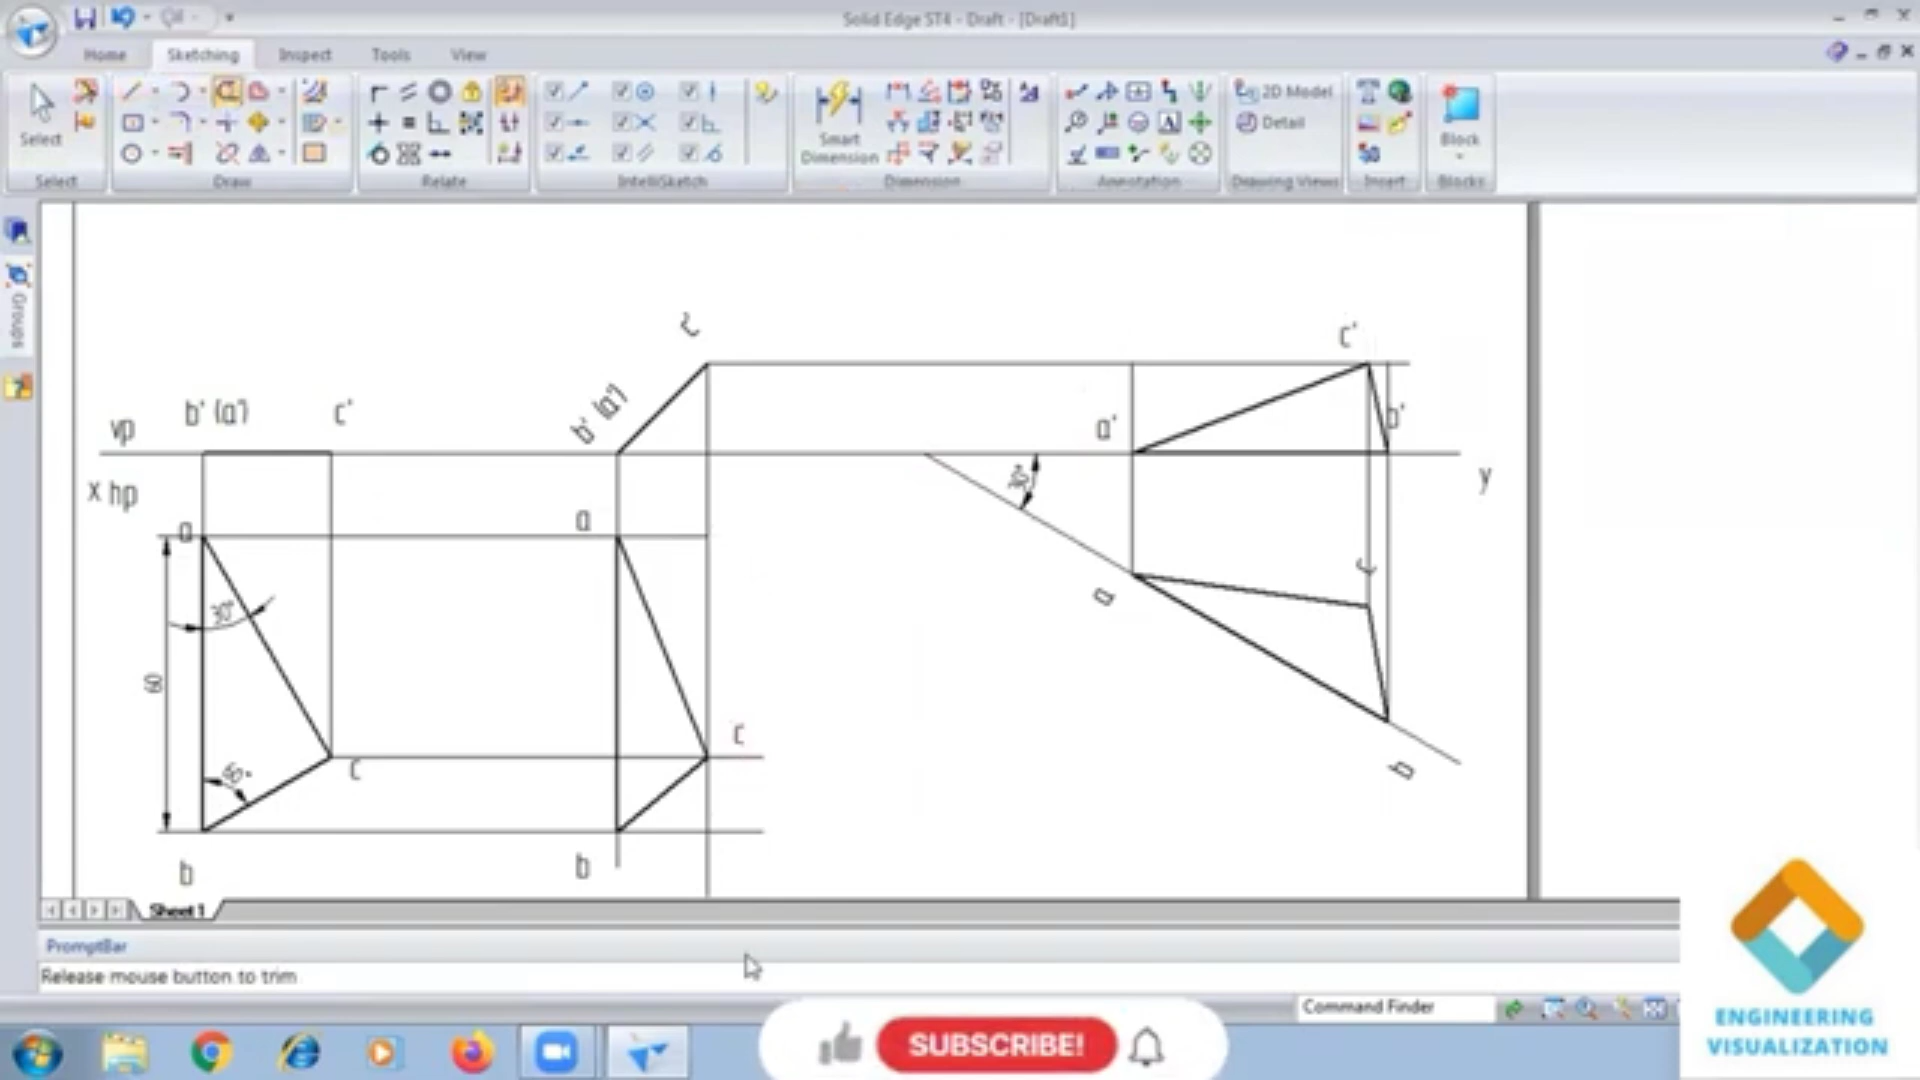 Solid Edge ST4 - Draft - [Draft1]
Home Sketching Inspect Tools View
Select
Smart Dimension
A
2D Model
Detail
Block
Select Draw Relate IntelliSketch Dimension Annotation Drawing Views Insert Blocks
Groups
c'
b' (a') c' b' (a') a' b'
vp
x hp
30°
y
a a
c
a
30°
60
c
60° c
b
b b
Sheet1
PromptBar
Release mouse button to trim
Command Finder
SUBSCRIBE!
ENGINEERING
VISUALIZATION